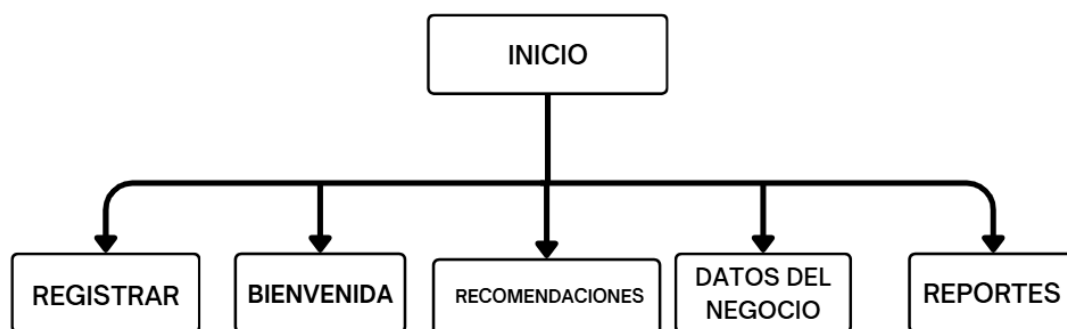 INICIO
REGISTRAR
BIENVENIDA
RECOMENDACIONES
DATOS DEL
NEGOCIO
REPORTES